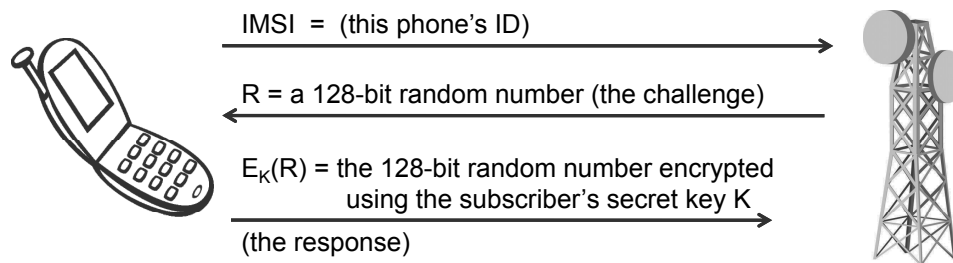 IMSI = (this phone's ID)
R = a 128-bit random number (the challenge)
E_K(R) = the 128-bit random number encrypted
using the subscriber's secret key K
(the response)